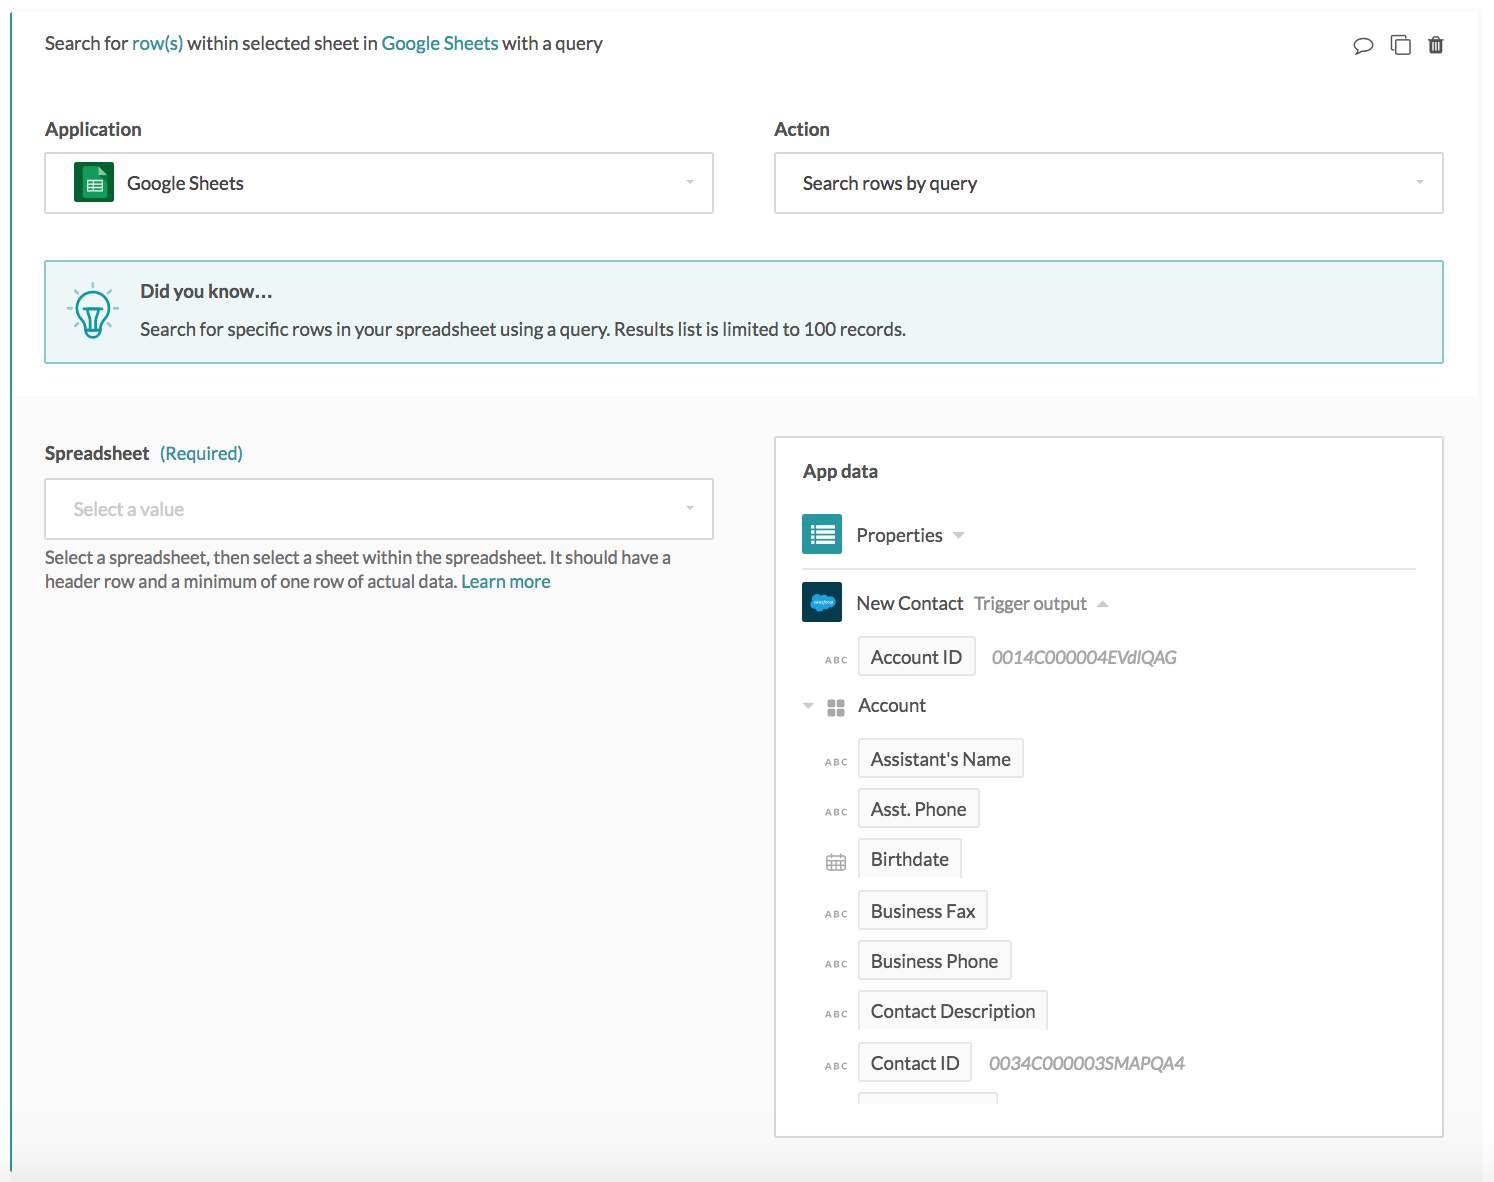 Search for row(s) within selected sheet in Google Sheets with a query
Application
Action
Google Sheets
Search rows by query
Did you know...
Search for specific rows in your spreadsheet using a query. Results list is limited to 100 records.
Spreadsheet (Required)
Select a value
Select a spreadsheet, then select a sheet within the spreadsheet. It should have a
header row and a minimum of one row of actual data. Learn more
App data
Properties
salesforce
New Contact Trigger output
ABC Account ID 0014C000004EVdlQAG
Account
ABC Assistant's Name
ABC Asst. Phone
Birthdate
ABC Business Fax
ABC Business Phone
ABC Contact Description
ABC Contact ID 0034C000003SMAPQA4